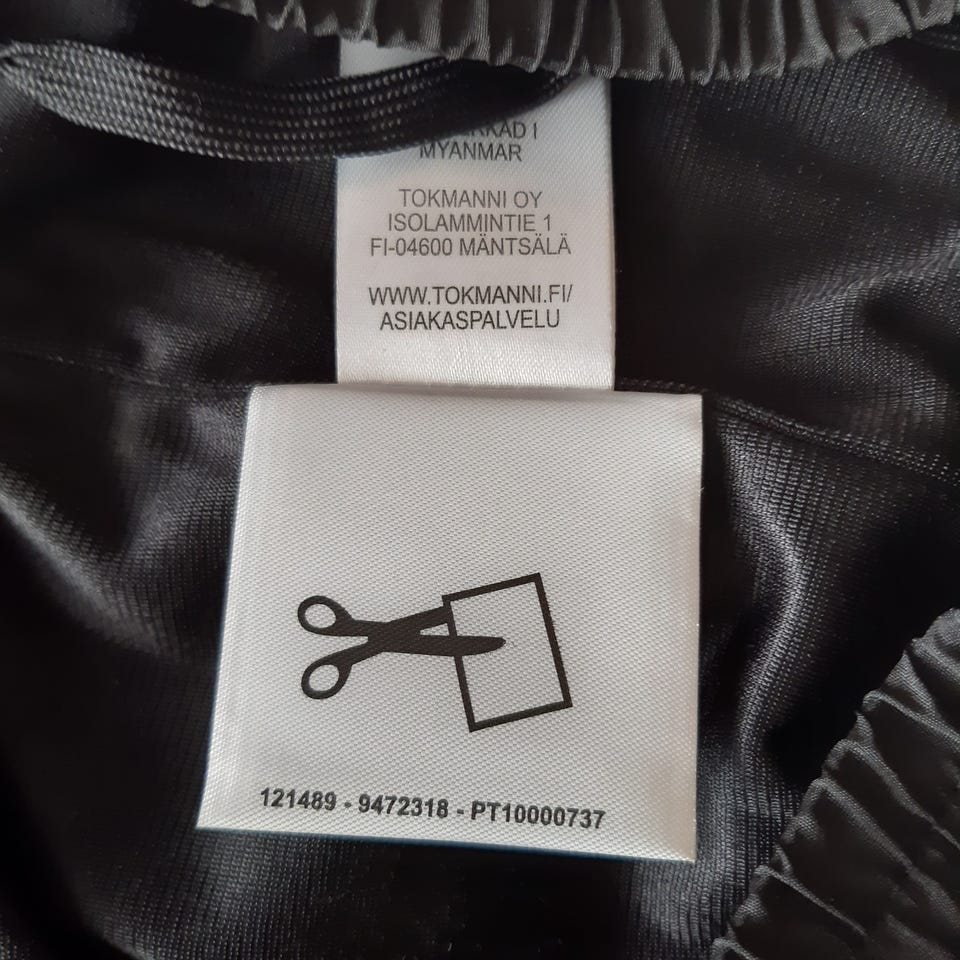 MYANMAR
TOKMANNI OY
ISOLAMMINTIE 1
FI-04600 MÄNTSÄLÄ
WWW.TOKMANNI.FI/
ASIAKASPALVELU
121489 - 9472318 - PT10000737